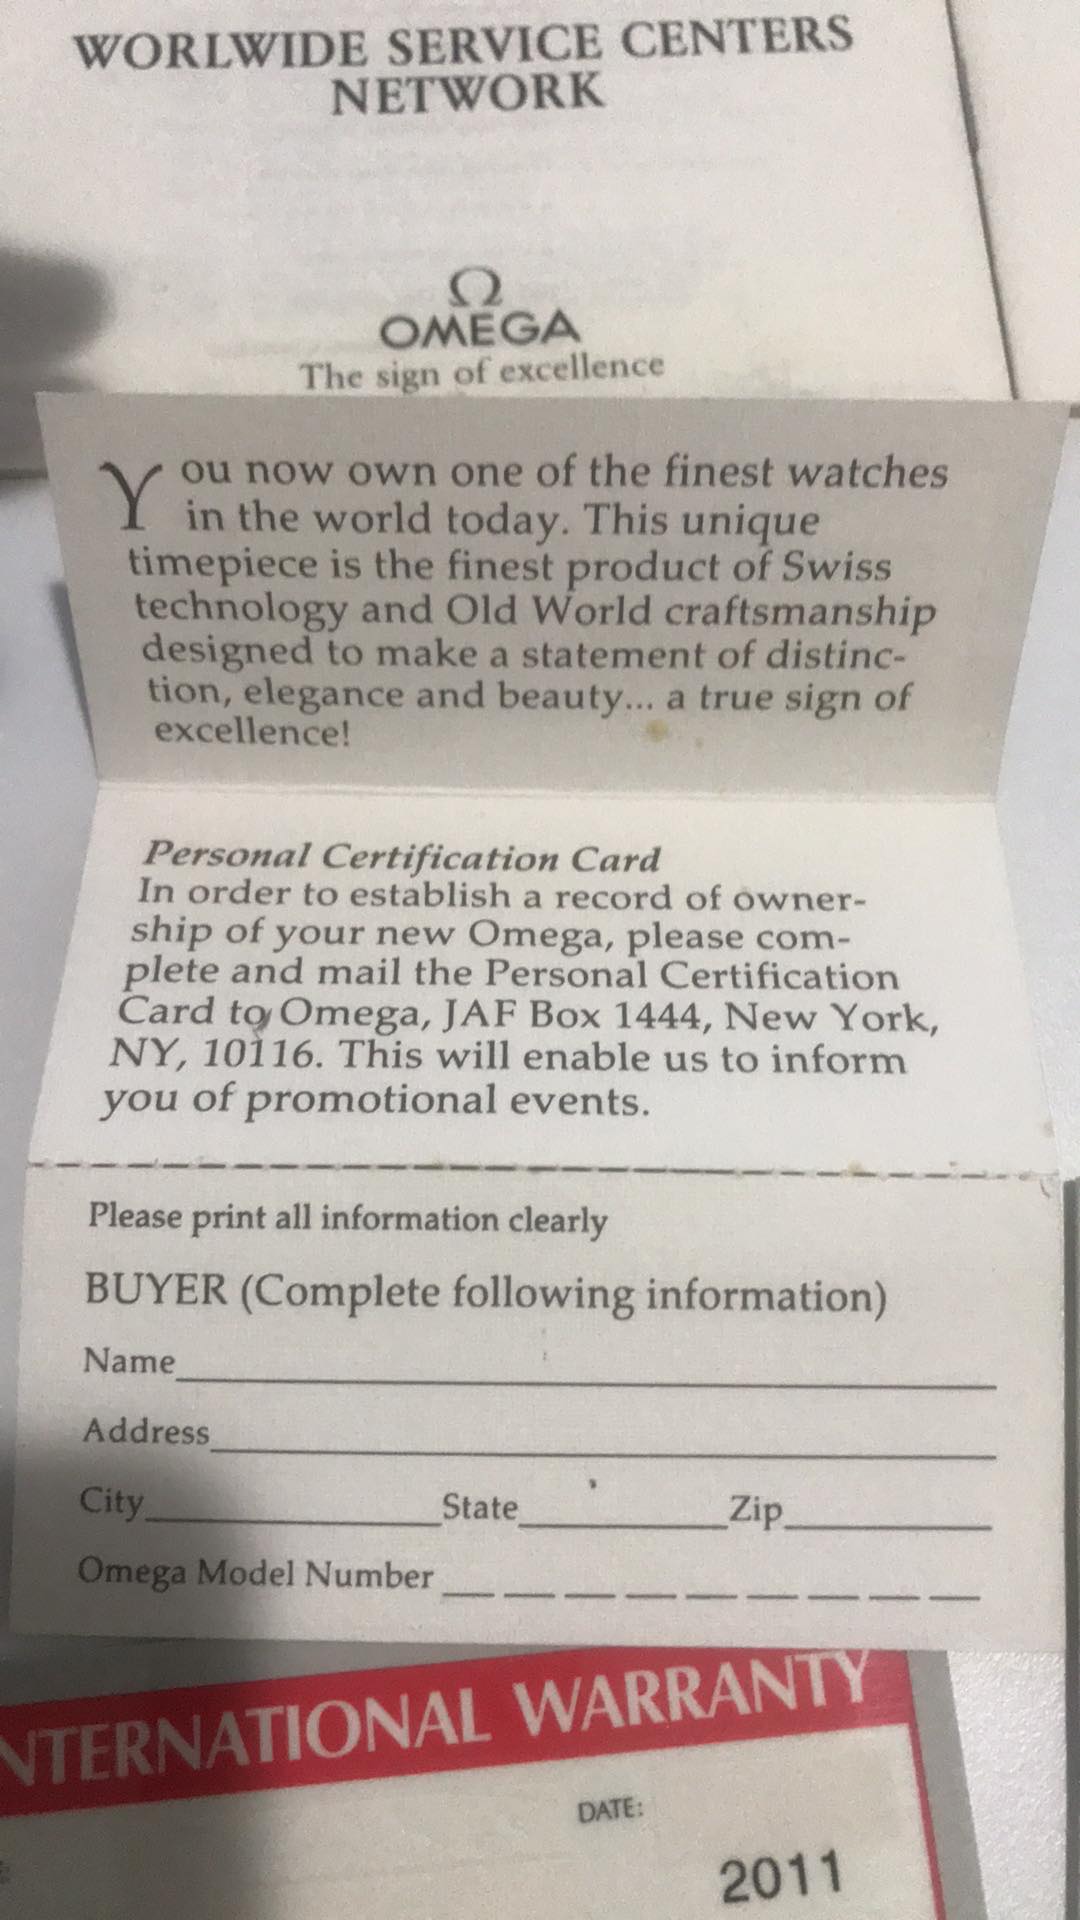 WORLWIDE SERVICE CENTERS
NETWORK
Ω
OMEGA
The sign of excellence
You now own one of the finest watches
in the world today. This unique
timepiece is the finest product of Swiss
technology and Old World craftsmanship
designed to make a statement of distinc-
tion, elegance and beauty... a true sign of
excellence!
Personal Certification Card
In order to establish a record of owner-
ship of your new Omega, please com-
plete and mail the Personal Certification
Card to Omega, JAF Box 1444, New York,
NY, 10116. This will enable us to inform
you of promotional events.
Please print all information clearly
BUYER (Complete following information)
Name
Address
City State Zip
Omega Model Number
NTERNATIONAL WARRANTY
DATE:
2011